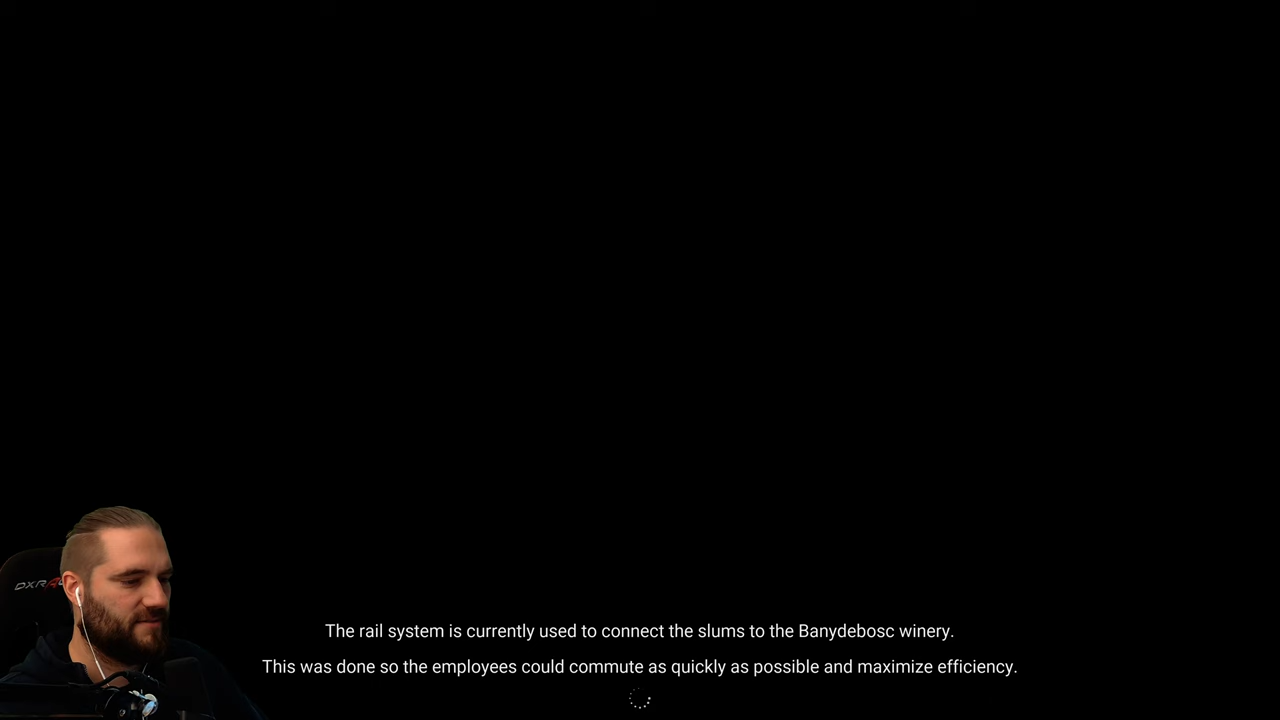 DXRA
The rail system is currently used to connect the slums to the Banydebosc winery.
This was done so the employees could commute as quickly as possible and maximize efficiency.